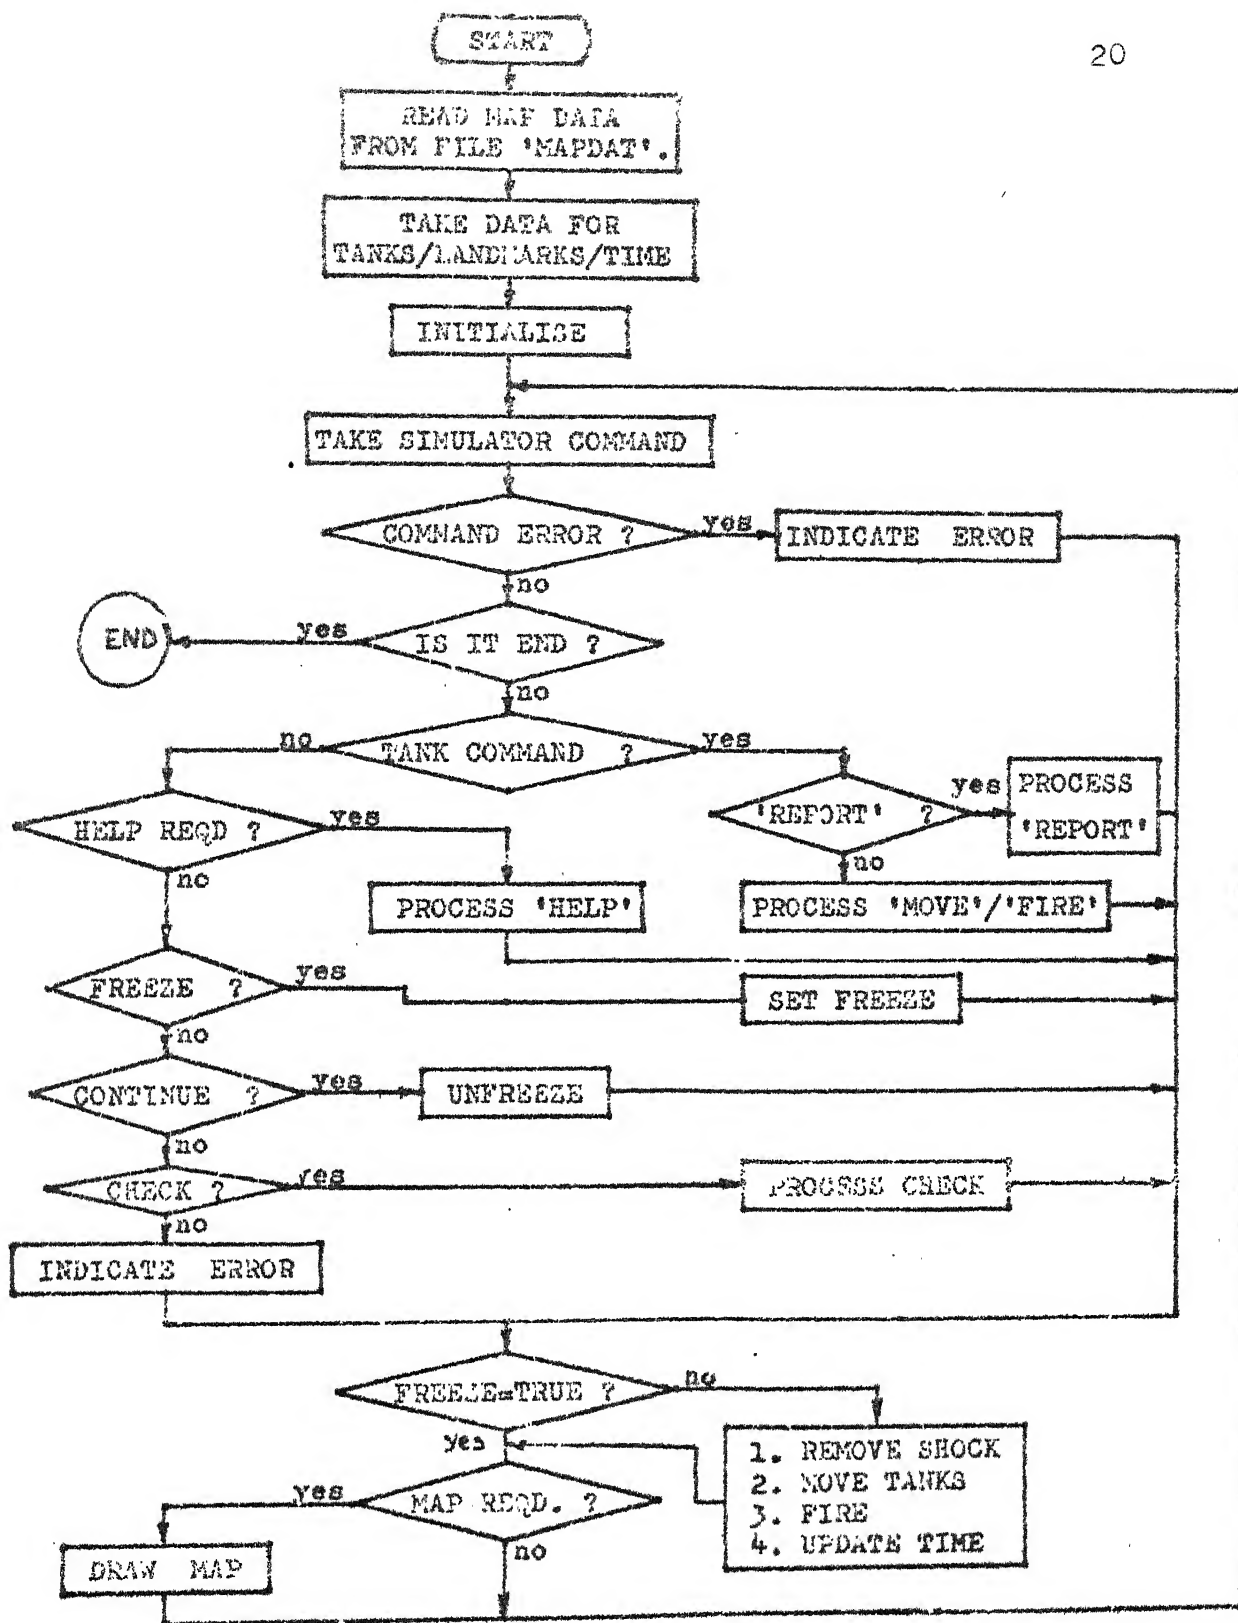 20
START
READ MAP DATA
FROM FILE 'MAPDAT'.
TAKE DATA FOR
TANKS/LANDMARKS/TIME
INITIALISE
TAKE SIMULATOR COMMAND
COMMAND ERROR ?
yes
INDICATE ERROR
no
END
yes
IS IT END ?
no
no
TANK COMMAND ?
yes
HELP REQD ?
yes
'REPORT' ?
yes
PROCESS
'REPORT'
no
no
PROCESS 'HELP'
PROCESS 'MOVE'/'FIRE'
FREEZE ?
yes
SET FREEZE
no
CONTINUE ?
yes
UNFREEZE
no
CHECK ?
yes
PROCESS CHECK
no
INDICATE ERROR
FREEZE=TRUE ?
no
yes
1. REMOVE SHOCK
2. MOVE TANKS
3. FIRE
4. UPDATE TIME
yes
MAP REQD. ?
no
DRAW MAP